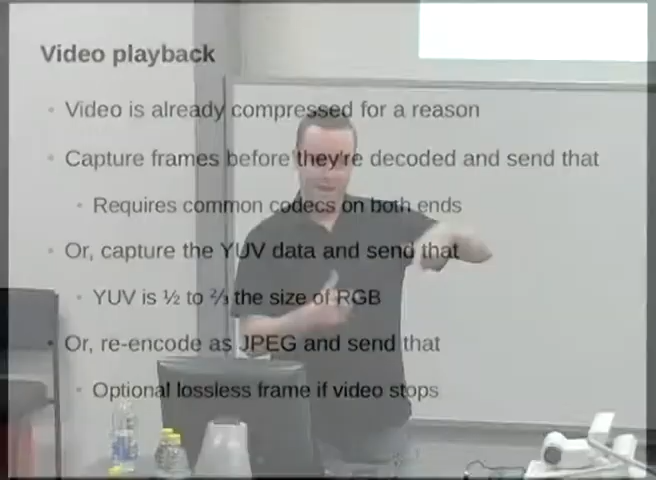 Video playback
Video is already compressed for a reason
Capture frames before they're decoded and send that
Requires common codecs on both ends
Or, capture the YUV data and send that
YUV is ½ to ⅔ the size of RGB
Or, re-encode as JPEG and send that
Optional lossless frame if video stops